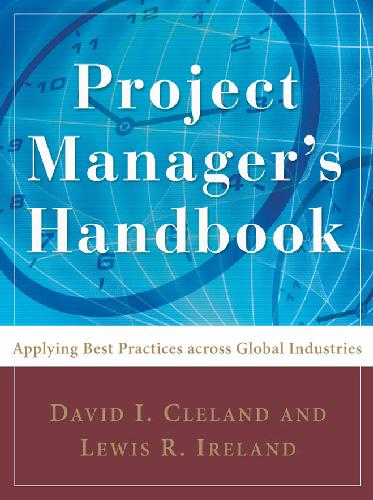 Project
Manager's
Handbook
Applying Best Practices across Global Industries
DAVID I. CLELAND AND
LEWIS R. IRELAND